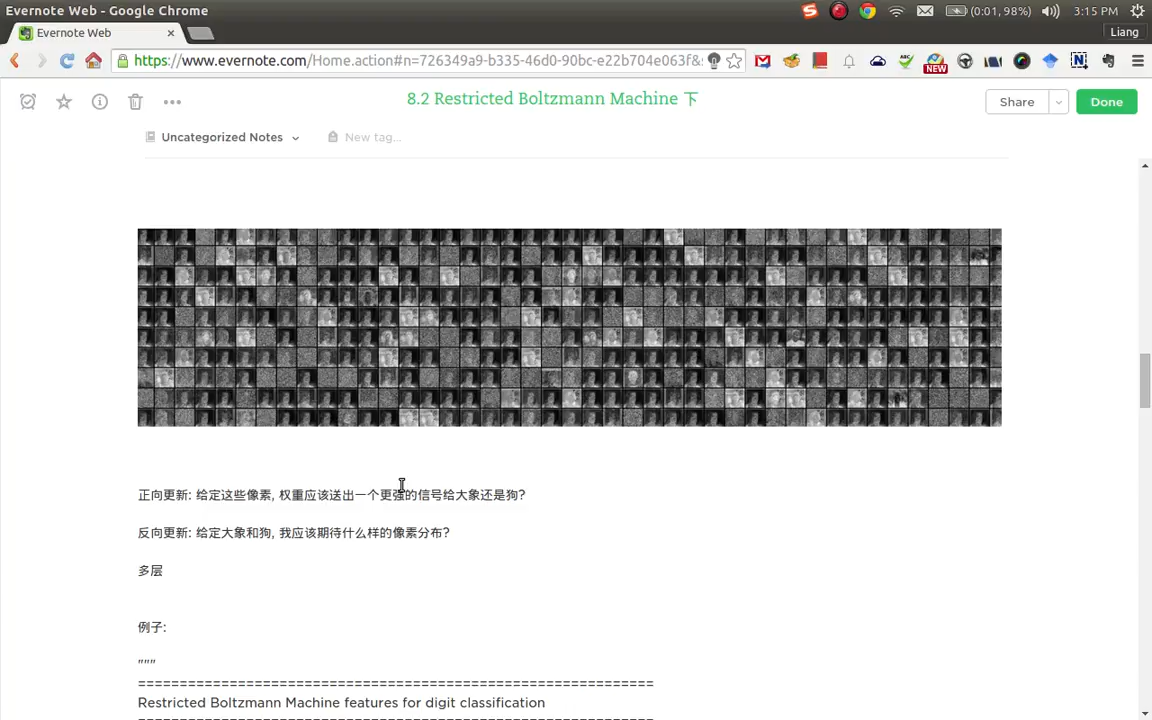 Evernote Web - Google Chrome
(0:01, 98%)
3:15 PM
Evernote Web
Liang
https://www.evernote.com/Home.action#n=726349a9-b335-46d0-90bc-e22b704e063f&
NEW
8.2 Restricted Boltzmann Machine 下
Share
Done
Uncategorized Notes
New tag...
正向更新: 给定这些像素, 权重应该送出一个更强的信号给大象还是狗?
反向更新: 给定大象和狗, 我应该期待什么样的像素分布?
多层
例子:
"""
==============================================================
Restricted Boltzmann Machine features for digit classification
==============================================================